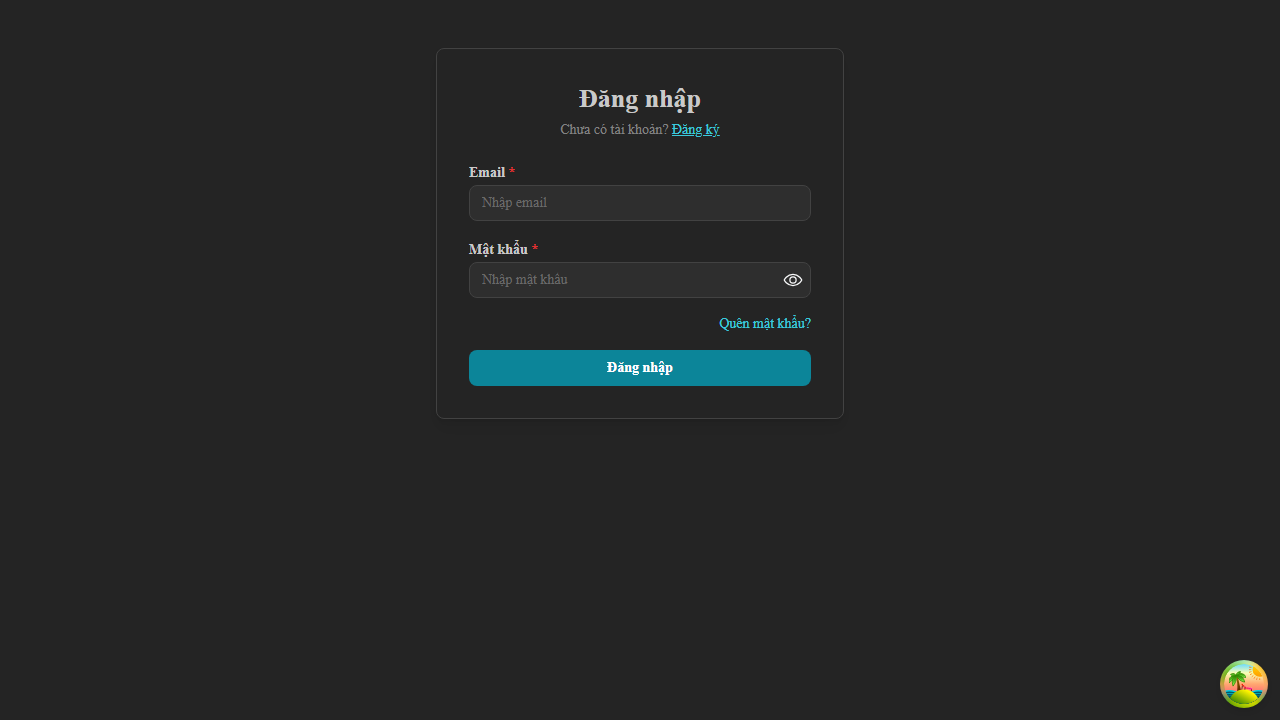 Đăng nhập
Chưa có tài khoản? Đăng ký
Email *
Nhập email
Mật khẩu *
Nhập mật khẩu
Quên mật khẩu?
Đăng nhập